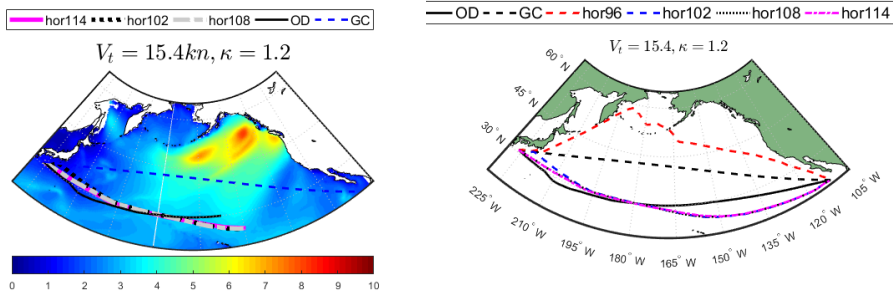 hor114 hor102 hor108 OD GC
V_t = 15.4kn, κ = 1.2
0 1 2 3 4 5 6 7 8 9 10
OD GC hor96 hor102 hor108 hor114
V_t = 15.4, κ = 1.2
60°N
45°N
30°N
225°W
210°W
195°W
180°W
165°W
150°W
135°W
120°W
105°W